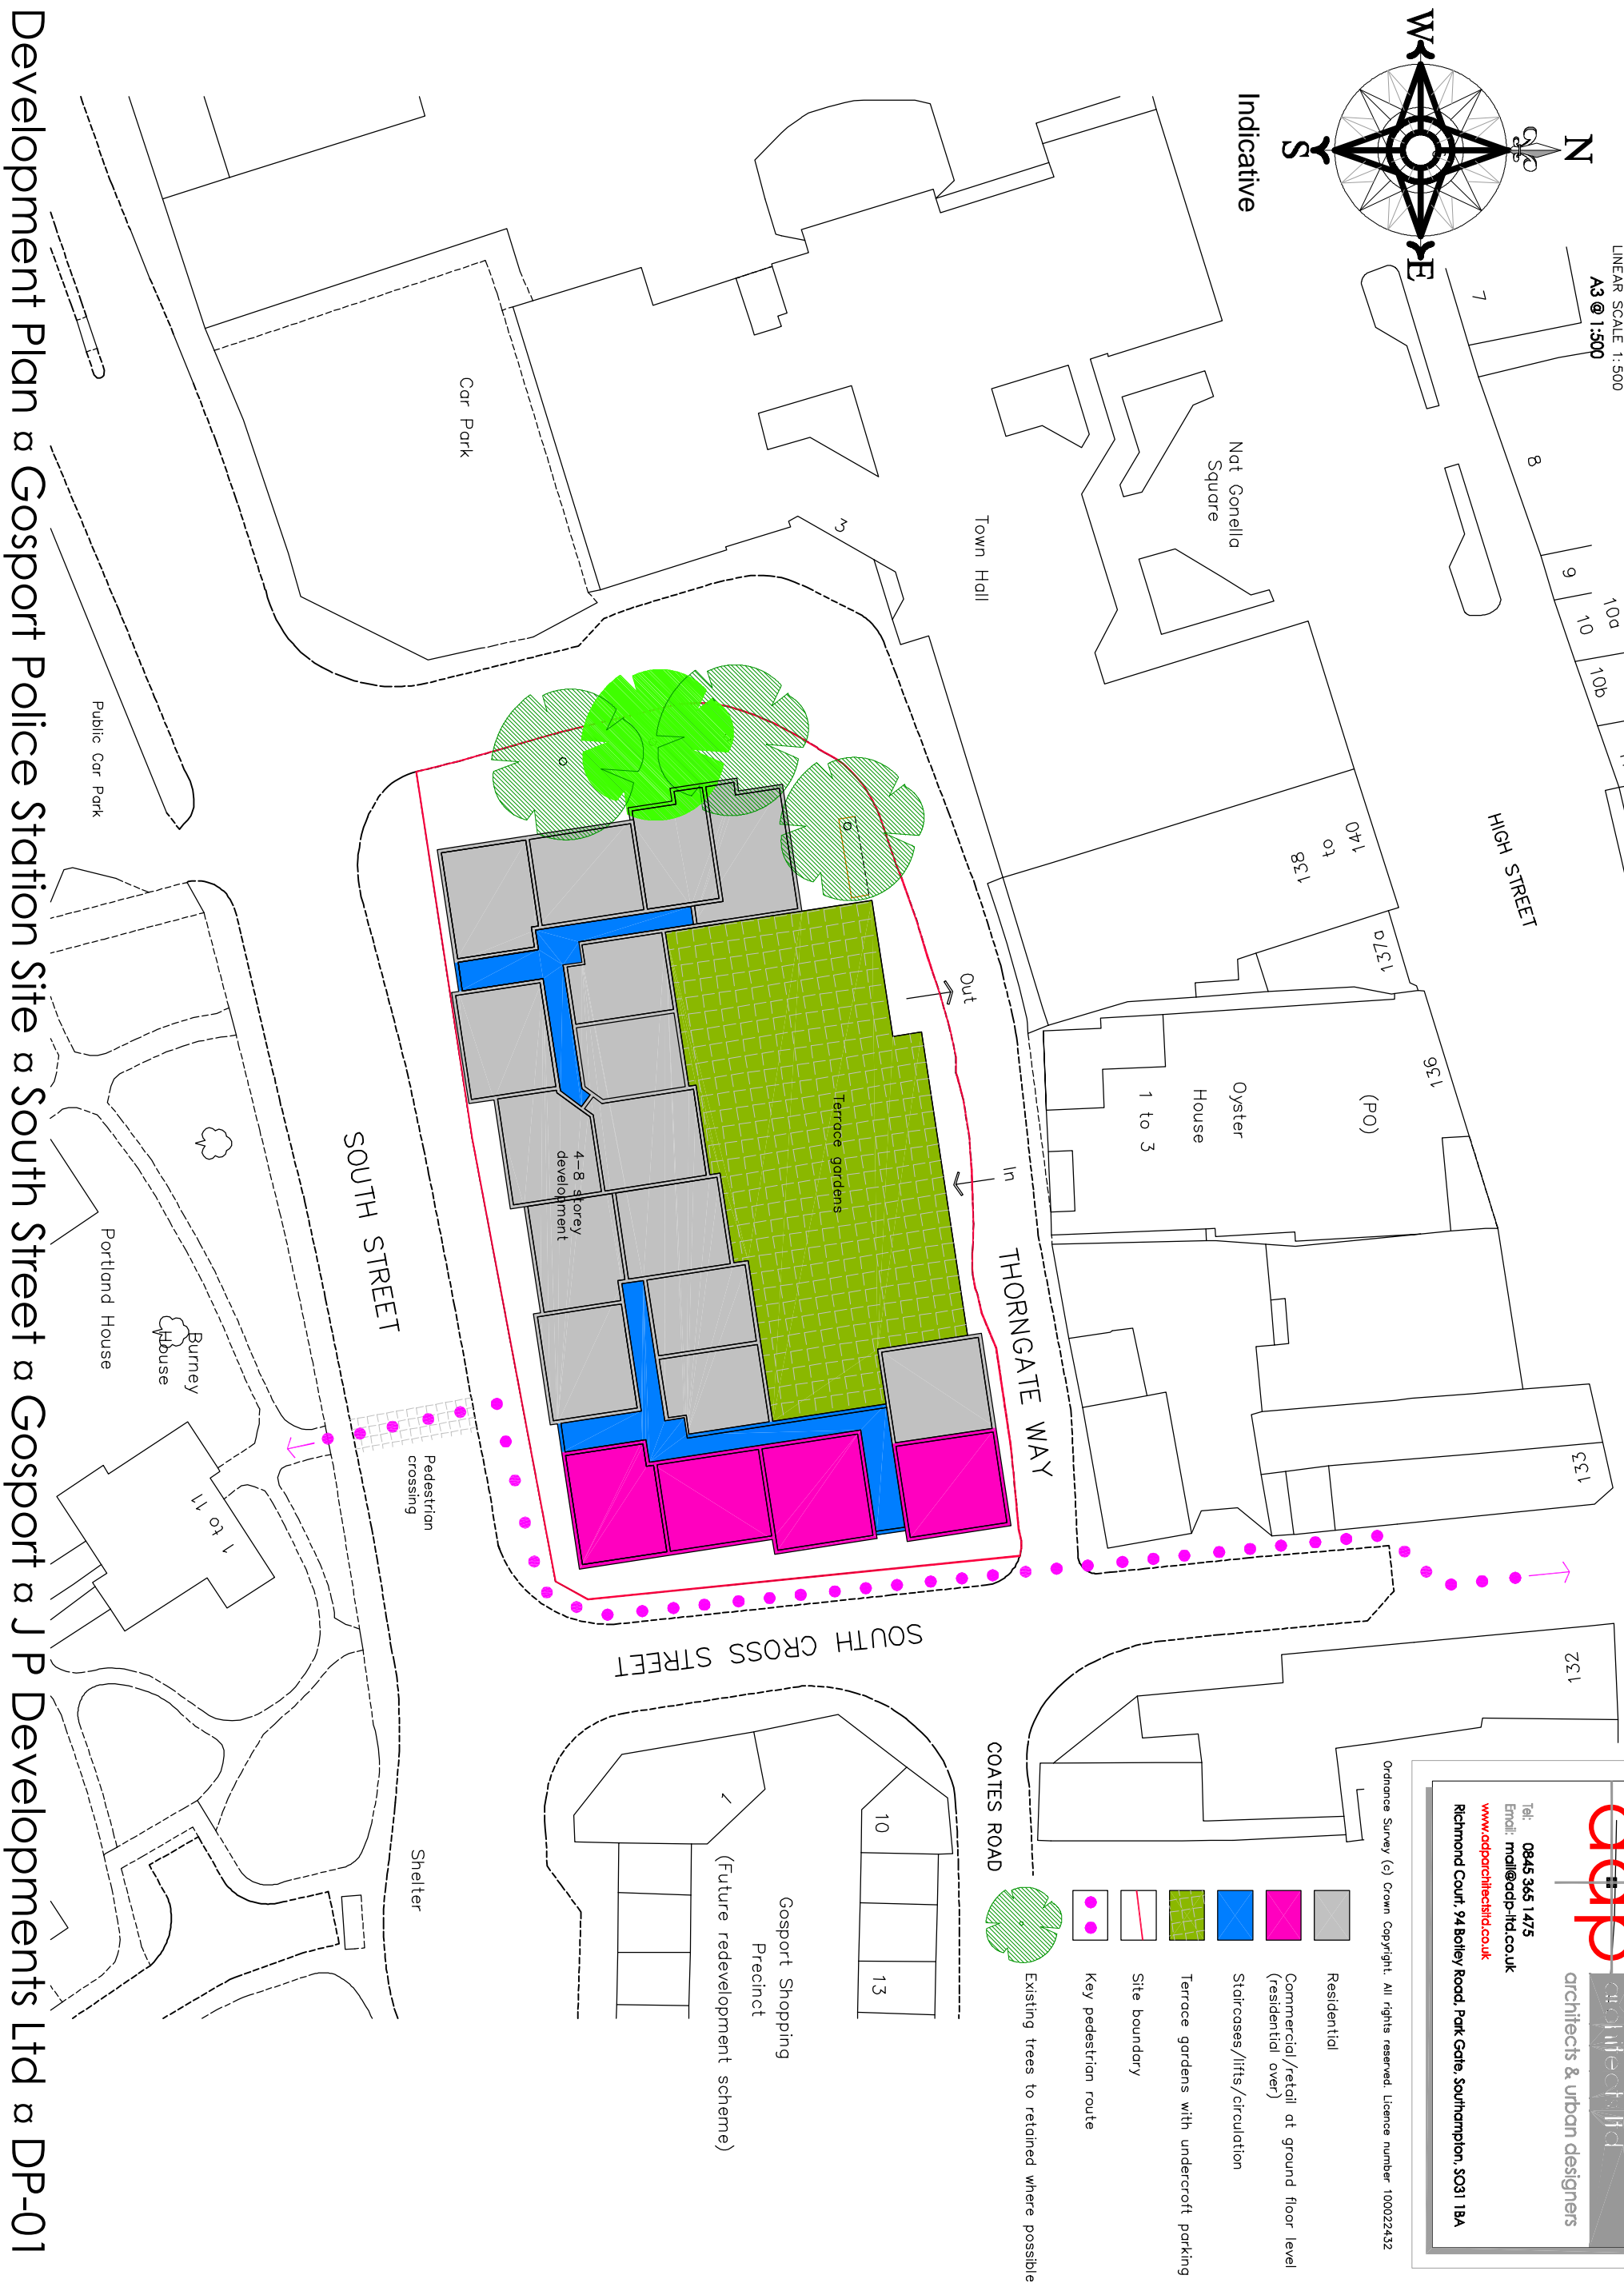 LINEAR SCALE 1:500
A3 @ 1:500
N
W
E
S
Indicative
7
8
9
10
10a
10b
HIGH STREET
Nat Gonella
Square
Town Hall
3
Car Park
Public Car Park
140
to
138
137a
136
(PO)
Oyster
House
1 to 3
133
132
Out
In
THORNGATE WAY
Terrace gardens
4-8 storey
development
SOUTH STREET
Portland House
Burney
House
1 to 11
Pedestrian
crossing
SOUTH CROSS STREET
COATES ROAD
Shelter
1
10
13
Gosport Shopping
Precinct
(Future redevelopment scheme)
adp
architects ltd
architects & urban designers
Tel: 0845 365 1475
Email: mail@adp-ltd.co.uk
www.adparchitectsltd.co.uk
Richmond Court, 94 Botley Road, Park Gate, Southampton, SO31 1BA
Ordnance Survey (c) Crown Copyright. All rights reserved. Licence number 100022432
Residential
Commercial/retail at ground floor level
(residential over)
Staircases/lifts/circulation
Terrace gardens with undercroft parking
Site boundary
Key pedestrian route
Existing trees to retained where possible
Development Plan ¤ Gosport Police Station Site ¤ South Street ¤ Gosport ¤ J P Developments Ltd ¤ DP-01